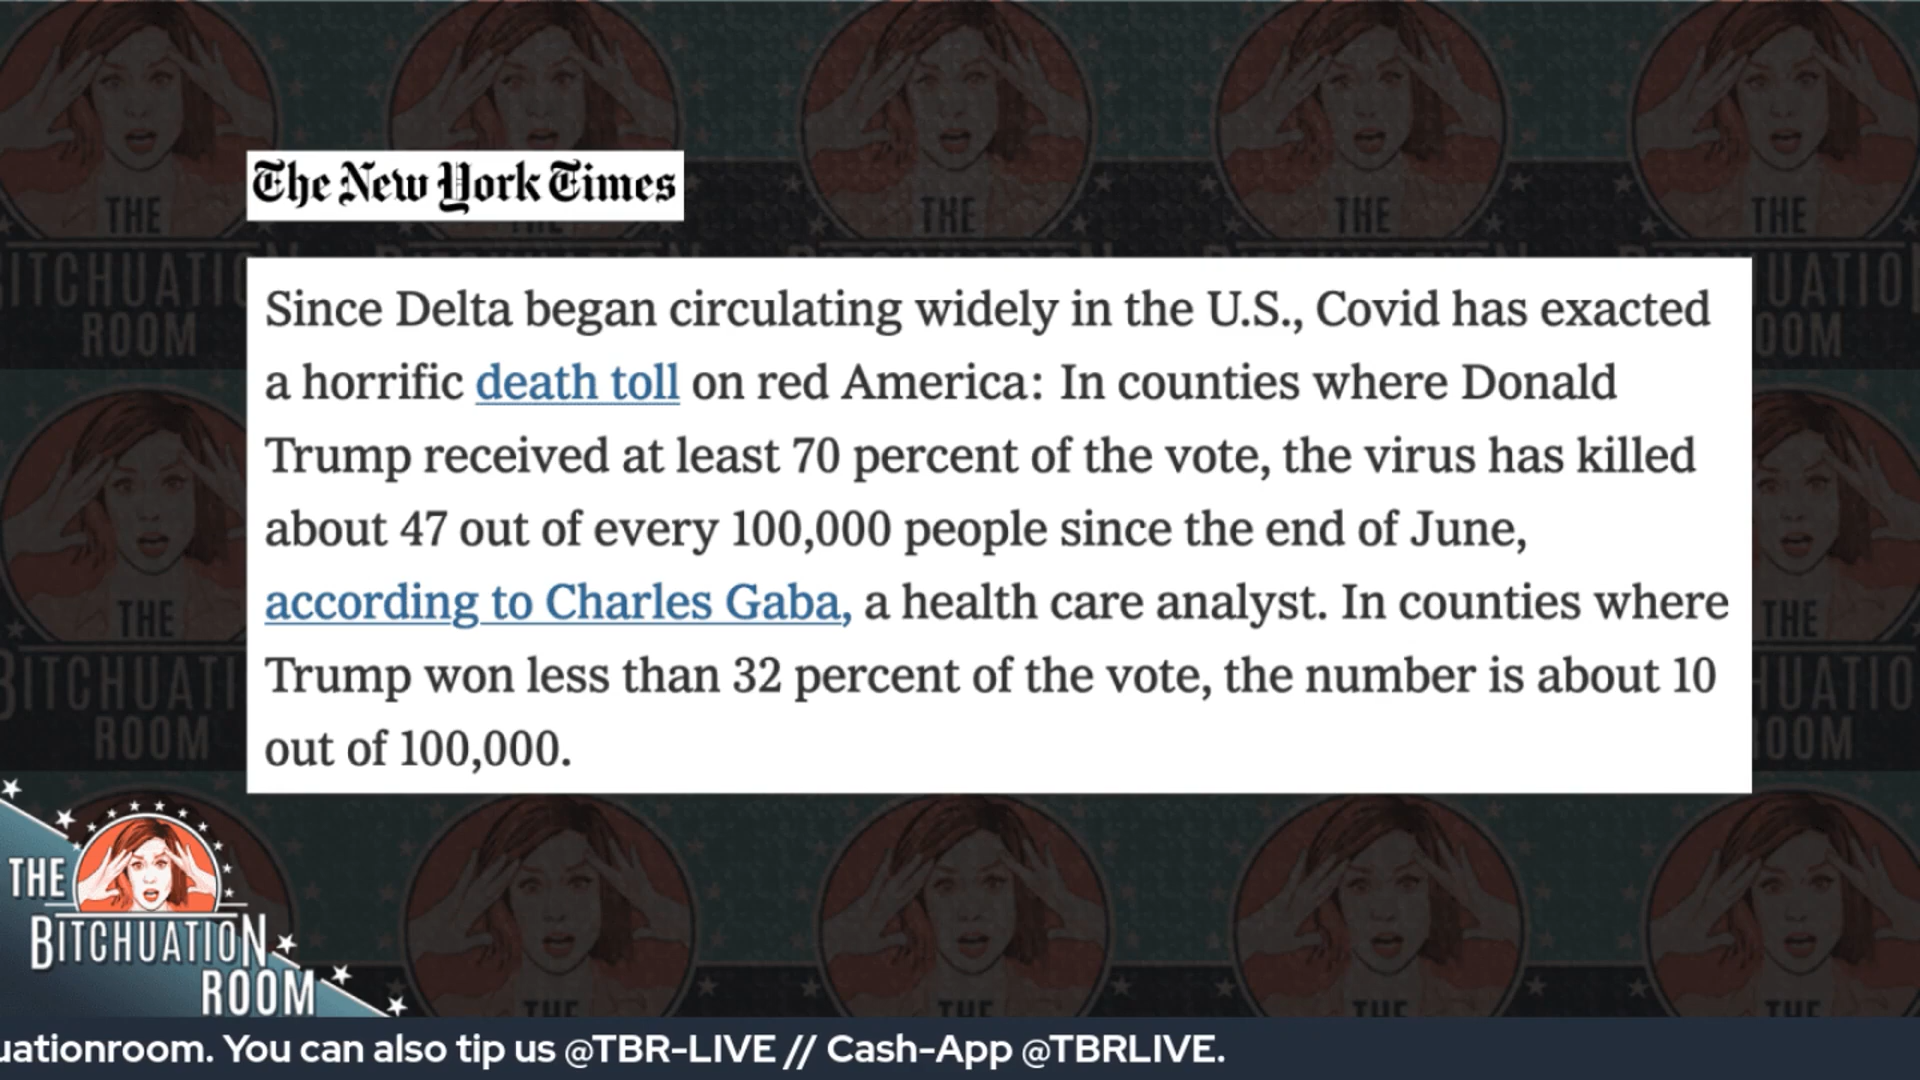 The New York Times
Since Delta began circulating widely in the U.S., Covid has exacted
a horrific death toll on red America: In counties where Donald
Trump received at least 70 percent of the vote, the virus has killed
about 47 out of every 100,000 people since the end of June,
according to Charles Gaba, a health care analyst. In counties where
Trump won less than 32 percent of the vote, the number is about 10
out of 100,000.
THE
BITCHUATION
ROOM
uationroom. You can also tip us @TBR-LIVE // Cash-App @TBRLIVE.